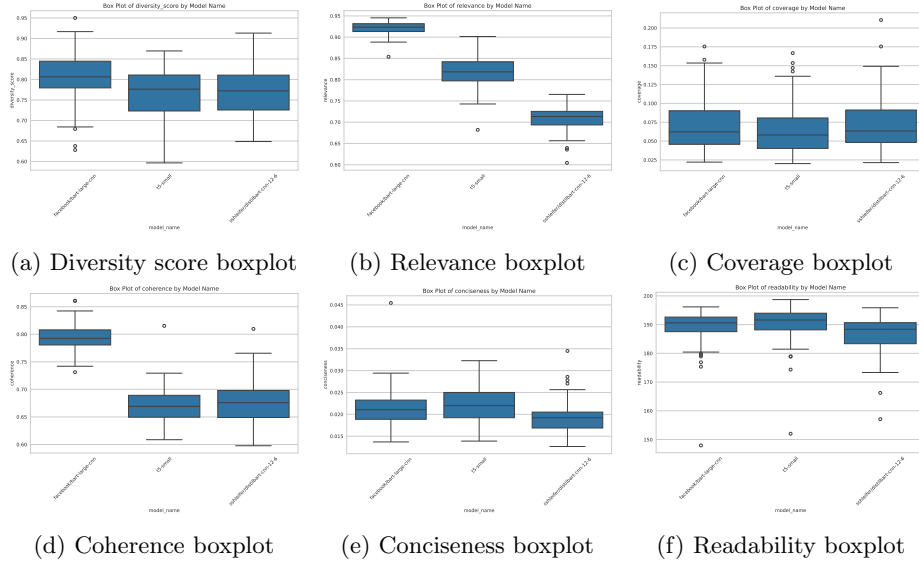 Box Plot of diversity_score by Model Name
diversity_score
0.95
0.90
0.85
0.80
0.75
0.70
0.65
0.60
facebook/bart-large-cnn
t5-small
sshleifer/distilbart-cnn-12-6
model_name
(a) Diversity score boxplot
Box Plot of relevance by Model Name
relevance
0.95
0.90
0.85
0.80
0.75
0.70
0.65
0.60
facebook/bart-large-cnn
t5-small
sshleifer/distilbart-cnn-12-6
model_name
(b) Relevance boxplot
Box Plot of coverage by Model Name
coverage
0.200
0.175
0.150
0.125
0.100
0.075
0.050
0.025
facebook/bart-large-cnn
t5-small
sshleifer/distilbart-cnn-12-6
model_name
(c) Coverage boxplot
Box Plot of coherence by Model Name
coherence
0.85
0.80
0.75
0.70
0.65
0.60
facebook/bart-large-cnn
t5-small
sshleifer/distilbart-cnn-12-6
model_name
(d) Coherence boxplot
Box Plot of conciseness by Model Name
conciseness
0.045
0.040
0.035
0.030
0.025
0.020
0.015
facebook/bart-large-cnn
t5-small
sshleifer/distilbart-cnn-12-6
model_name
(e) Conciseness boxplot
Box Plot of readability by Model Name
readability
200
190
180
170
160
150
facebook/bart-large-cnn
t5-small
sshleifer/distilbart-cnn-12-6
model_name
(f) Readability boxplot